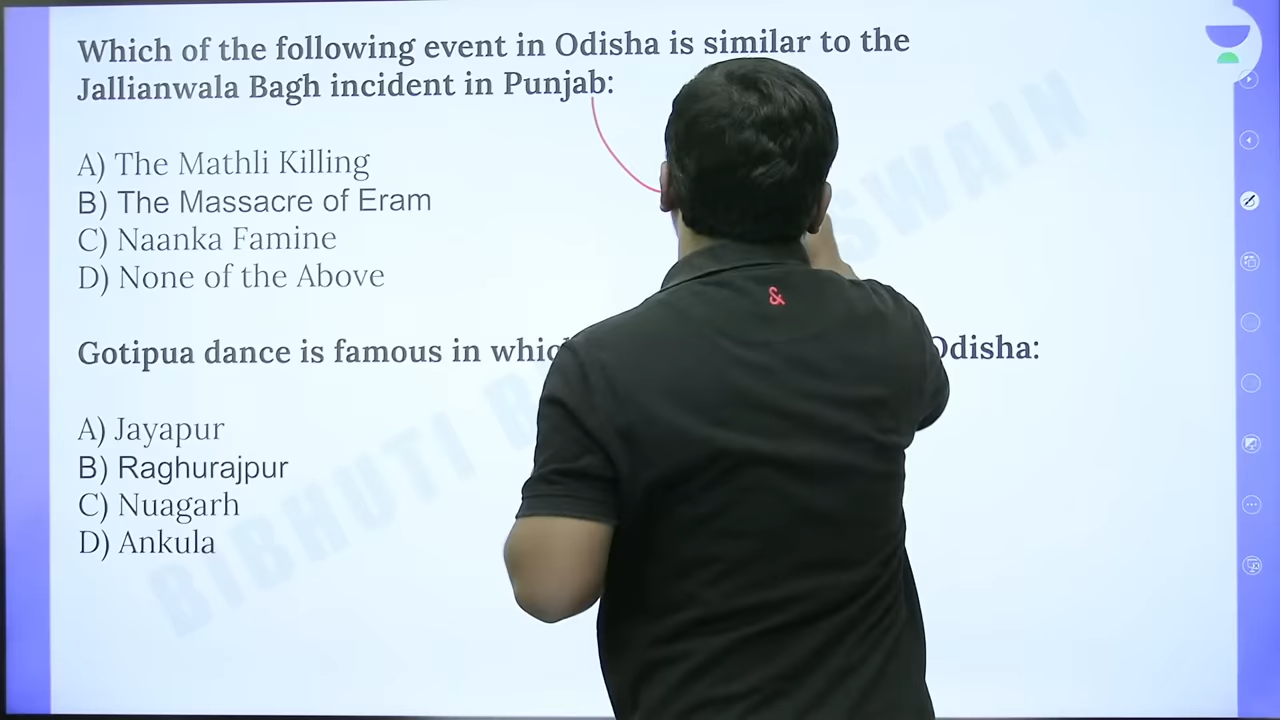 Which of the following event in Odisha is similar to the
Jallianwala Bagh incident in Punjab:
A) The Mathli Killing
B) The Massacre of Eram
C) Naanka Famine
D) None of the Above
Gotipua dance is famous in Odisha:
A) Jayapur
B) Raghurajpur
C) Nuagarh
D) Ankula
BIBHUTI SWAIN
&